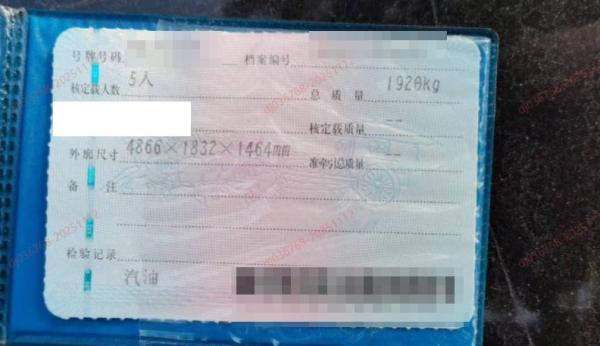 号牌号码 档案编号
核定载人数 5人 总质量 1920kg
核定载质量 --
外廓尺寸 4866×1832×1464mm 准牵引总质量 --
备注
检验记录
汽油